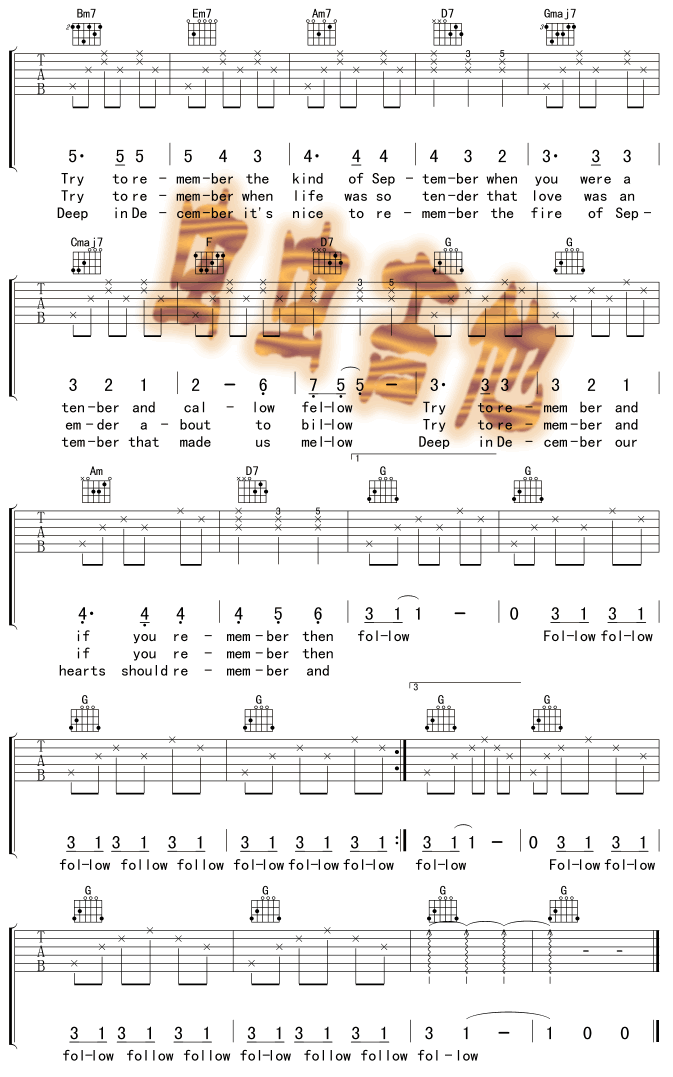 Bm7 Em7 Am7 D7 Gmaj7
2 3
3 5
T A B
5· 5 5 | 5 4 3 | 4· 4 4 | 4 3 2 | 3· 3 3
Try to re - mem-ber the kind of Sep - tem-ber when you were a
Try to re - mem-ber when life was so ten-der that love was an
Deep in De - cem-ber it's nice to re - mem-ber the fire of Sep -
Cmaj7 F D7 G G
3 5
T A B
3 2 1 | 2 - 6 | 7 5 5 - | 3· 3 3 | 3 2 1
ten-ber and cal - low fel-low Try to re - mem ber and
em-der a - bout to bil-low Try to re - mem-ber and
tem-ber that made us mel-low Deep in De - cem-ber our
1
Am D7 G G
3 5
T A B
4· 4 4 | 4 5 6 | 3 1 1 - | 0 3 1 3 1
if you re - mem-ber then fol-low Fol-low fol-low
if you re - mem-ber then
hearts should re - mem-ber and
3
G G G G
T A B
3 1 3 1 3 1 | 3 1 3 1 3 1 :| 3 1 1 - | 0 3 1 3 1
fol-low follow follow fol-low fol-low fol-low fol-low Fol-low fol-low
G G G G
T A B
- -
3 1 3 1 3 1 | 3 1 3 1 3 1 | 3 1 - | 1 0 0
fol-low follow follow fol-low follow follow fol-low